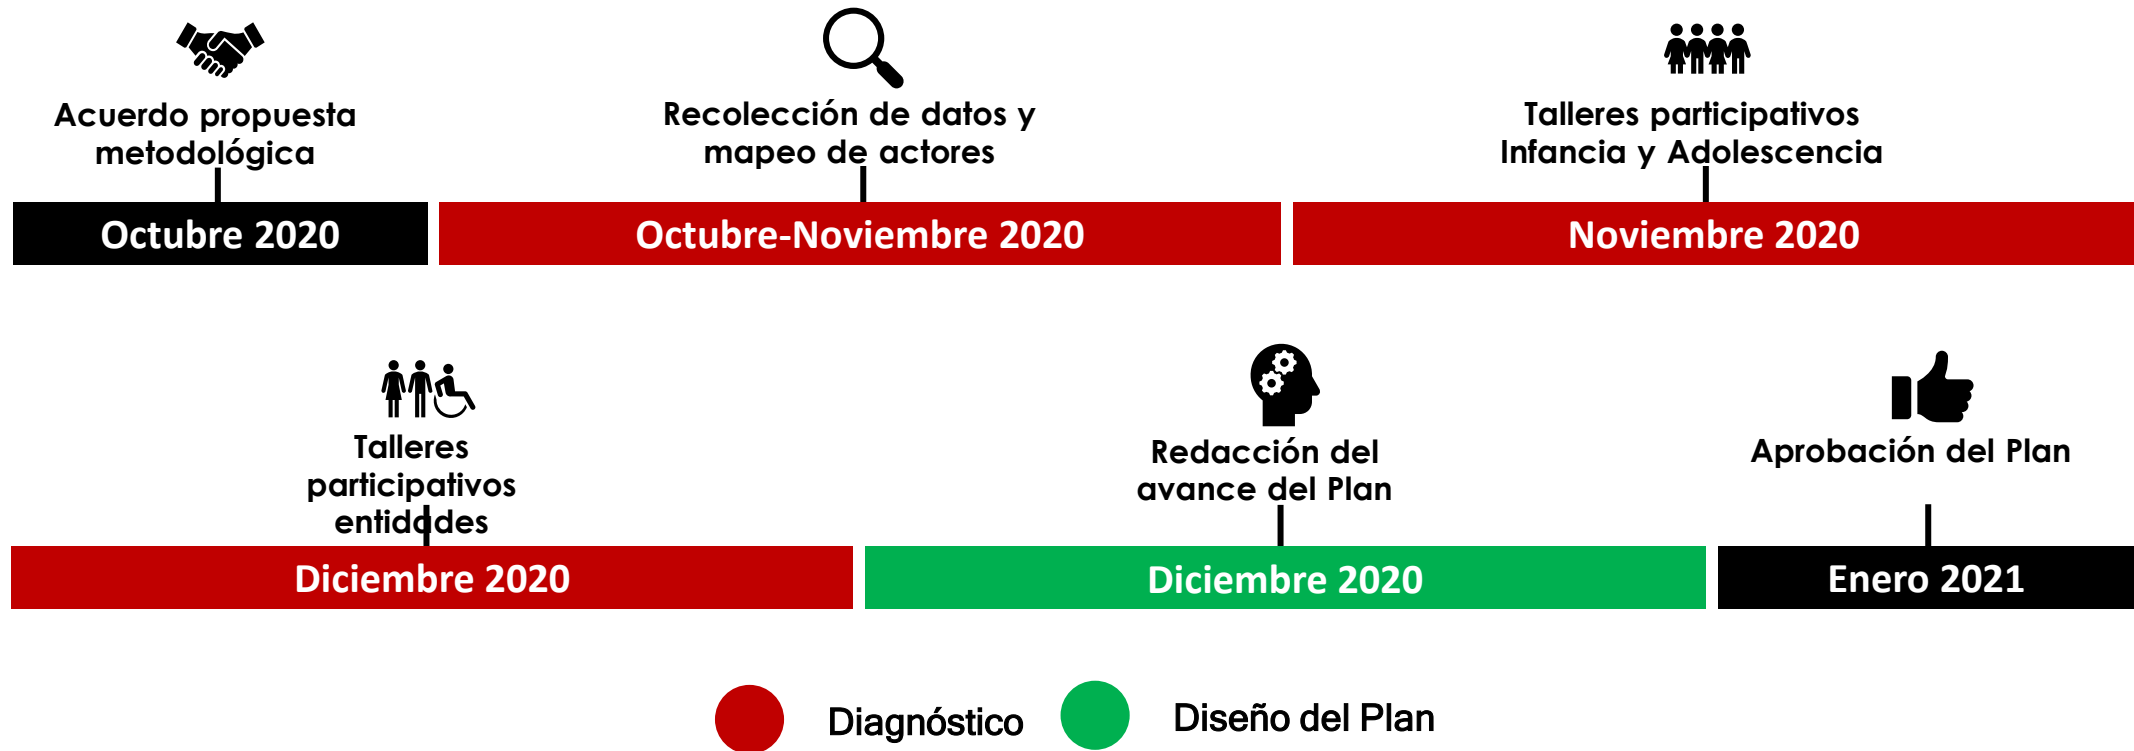 Acuerdo propuesta
metodológica
Recolección de datos y
mapeo de actores
Talleres participativos
Infancia y Adolescencia
Octubre 2020
Octubre-Noviembre 2020
Noviembre 2020
Talleres
participativos
entidades
Redacción del
avance del Plan
Aprobación del Plan
Diciembre 2020
Diciembre 2020
Enero 2021
Diagnóstico
Diseño del Plan